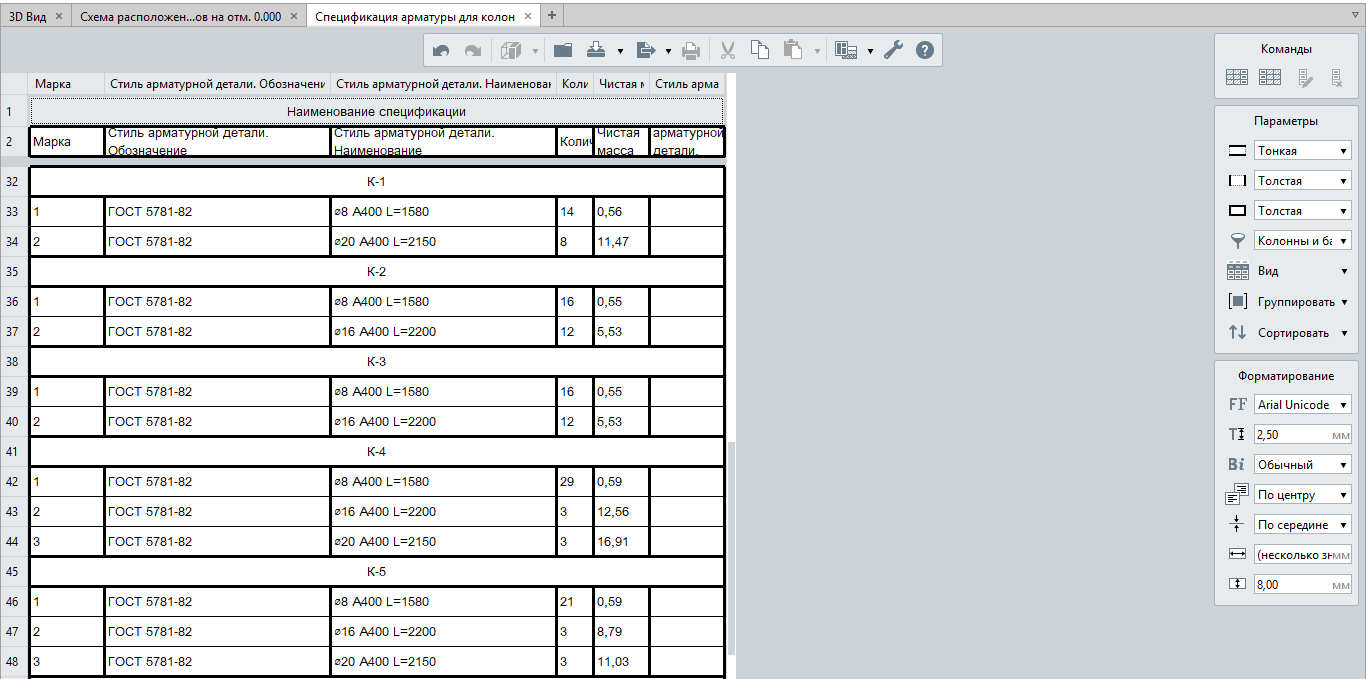 3D Вид
Схема расположен...ов на отм. 0.000
Спецификация арматуры для колон
Команды
Марка Стиль арматурной детали. Обозначени Стиль арматурной детали. Наименован Коли Чистая м Стиль арма
1 Наименование спецификации
2 Марка Стиль арматурной детали. Обозначение Стиль арматурной детали. Наименование Колич Чистая масса арматурной детали.
32 К-1
33 1 ГОСТ 5781-82 ⌀8 А400 L=1580 14 0,56
34 2 ГОСТ 5781-82 ⌀20 А400 L=2150 8 11,47
35 К-2
36 1 ГОСТ 5781-82 ⌀8 А400 L=1580 16 0,55
37 2 ГОСТ 5781-82 ⌀16 А400 L=2200 12 5,53
38 К-3
39 1 ГОСТ 5781-82 ⌀8 А400 L=1580 16 0,55
40 2 ГОСТ 5781-82 ⌀16 А400 L=2200 12 5,53
41 К-4
42 1 ГОСТ 5781-82 ⌀8 А400 L=1580 29 0,59
43 2 ГОСТ 5781-82 ⌀16 А400 L=2200 3 12,56
44 3 ГОСТ 5781-82 ⌀20 А400 L=2150 3 16,91
45 К-5
46 1 ГОСТ 5781-82 ⌀8 А400 L=1580 21 0,59
47 2 ГОСТ 5781-82 ⌀16 А400 L=2200 3 8,79
48 3 ГОСТ 5781-82 ⌀20 А400 L=2150 3 11,03
Параметры
Тонкая
Толстая
Толстая
Колонны и ба
Вид
Группировать
Сортировать
Форматирование
FF Arial Unicode
T 2,50 мм
Bi Обычный
По центру
По середине
(несколько зн мм
8,00 мм